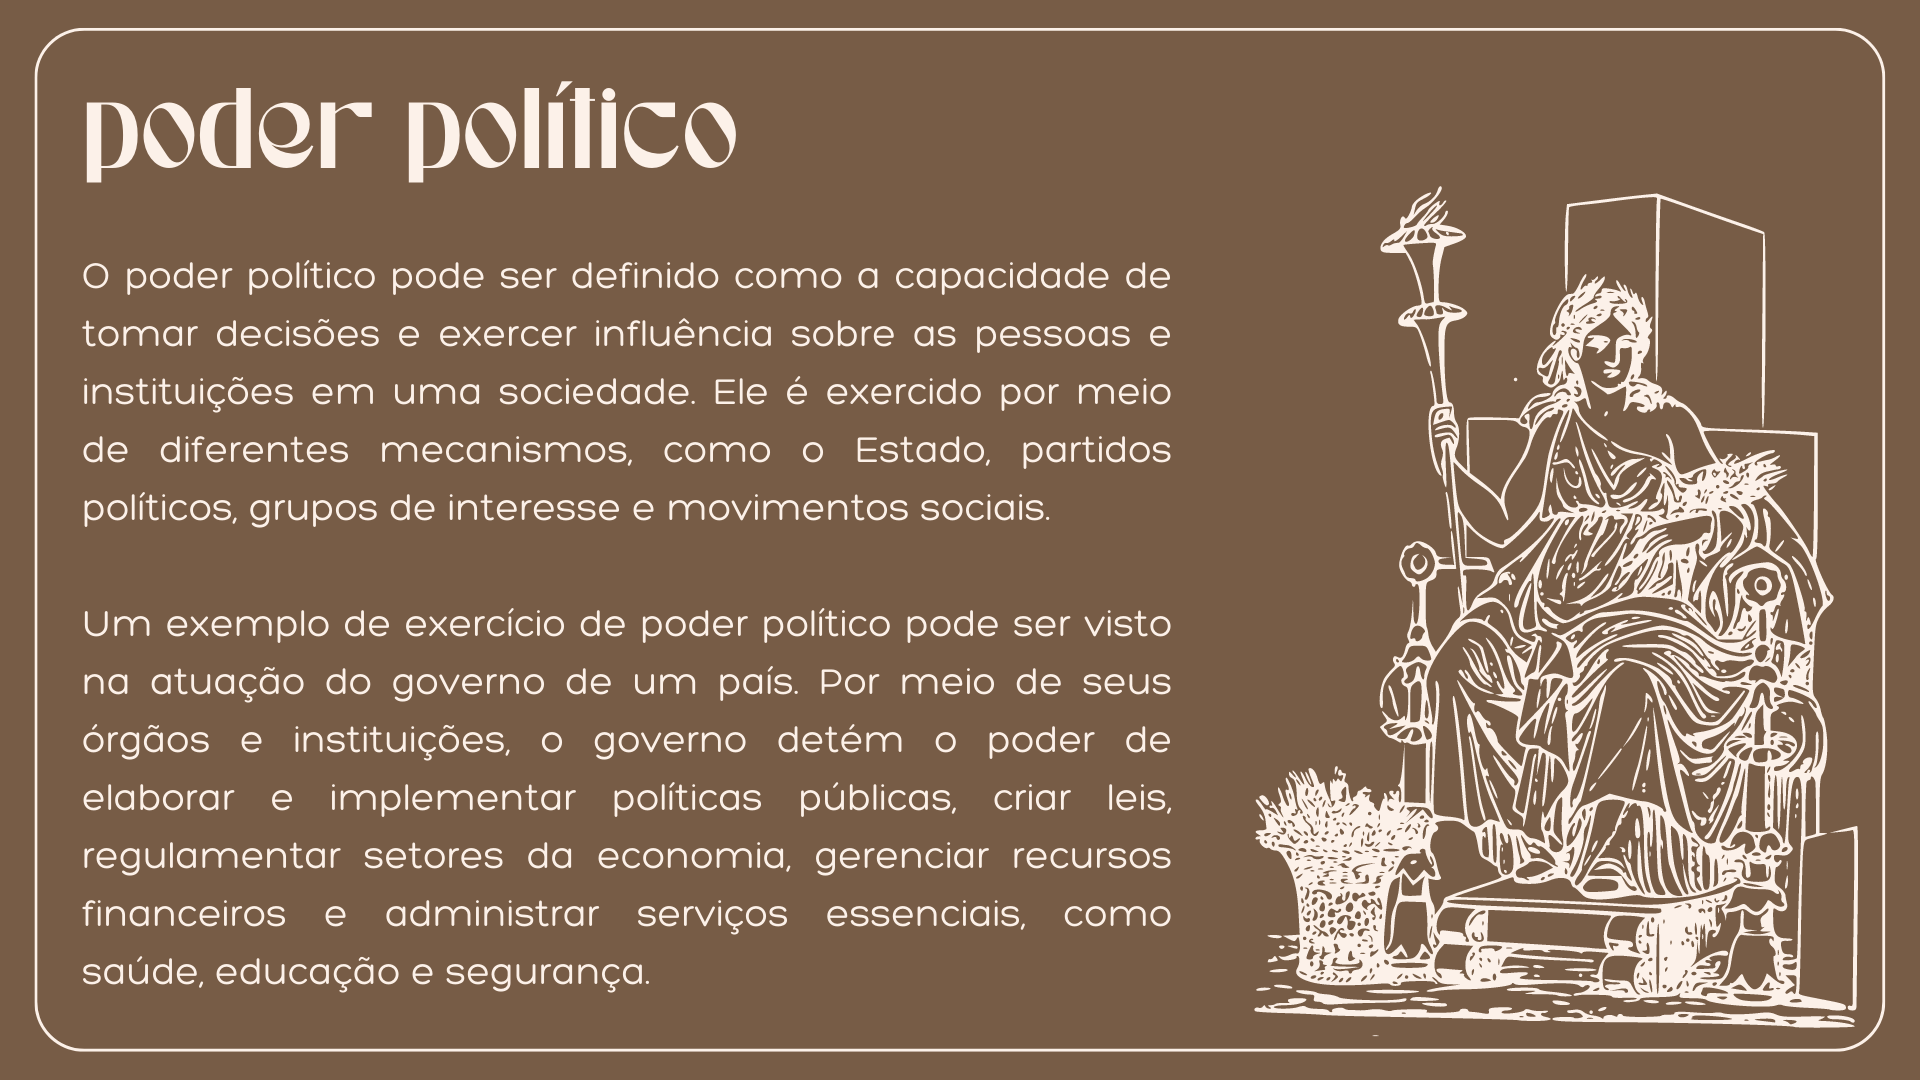 poder político
O poder político pode ser definido como a capacidade de
tomar decisões e exercer influência sobre as pessoas e
instituições em uma sociedade. Ele é exercido por meio
de diferentes mecanismos, como o Estado, partidos
políticos, grupos de interesse e movimentos sociais.
Um exemplo de exercício de poder político pode ser visto
na atuação do governo de um país. Por meio de seus
órgãos e instituições, o governo detém o poder de
elaborar e implementar políticas públicas, criar leis,
regulamentar setores da economia, gerenciar recursos
financeiros e administrar serviços essenciais, como
saúde, educação e segurança.